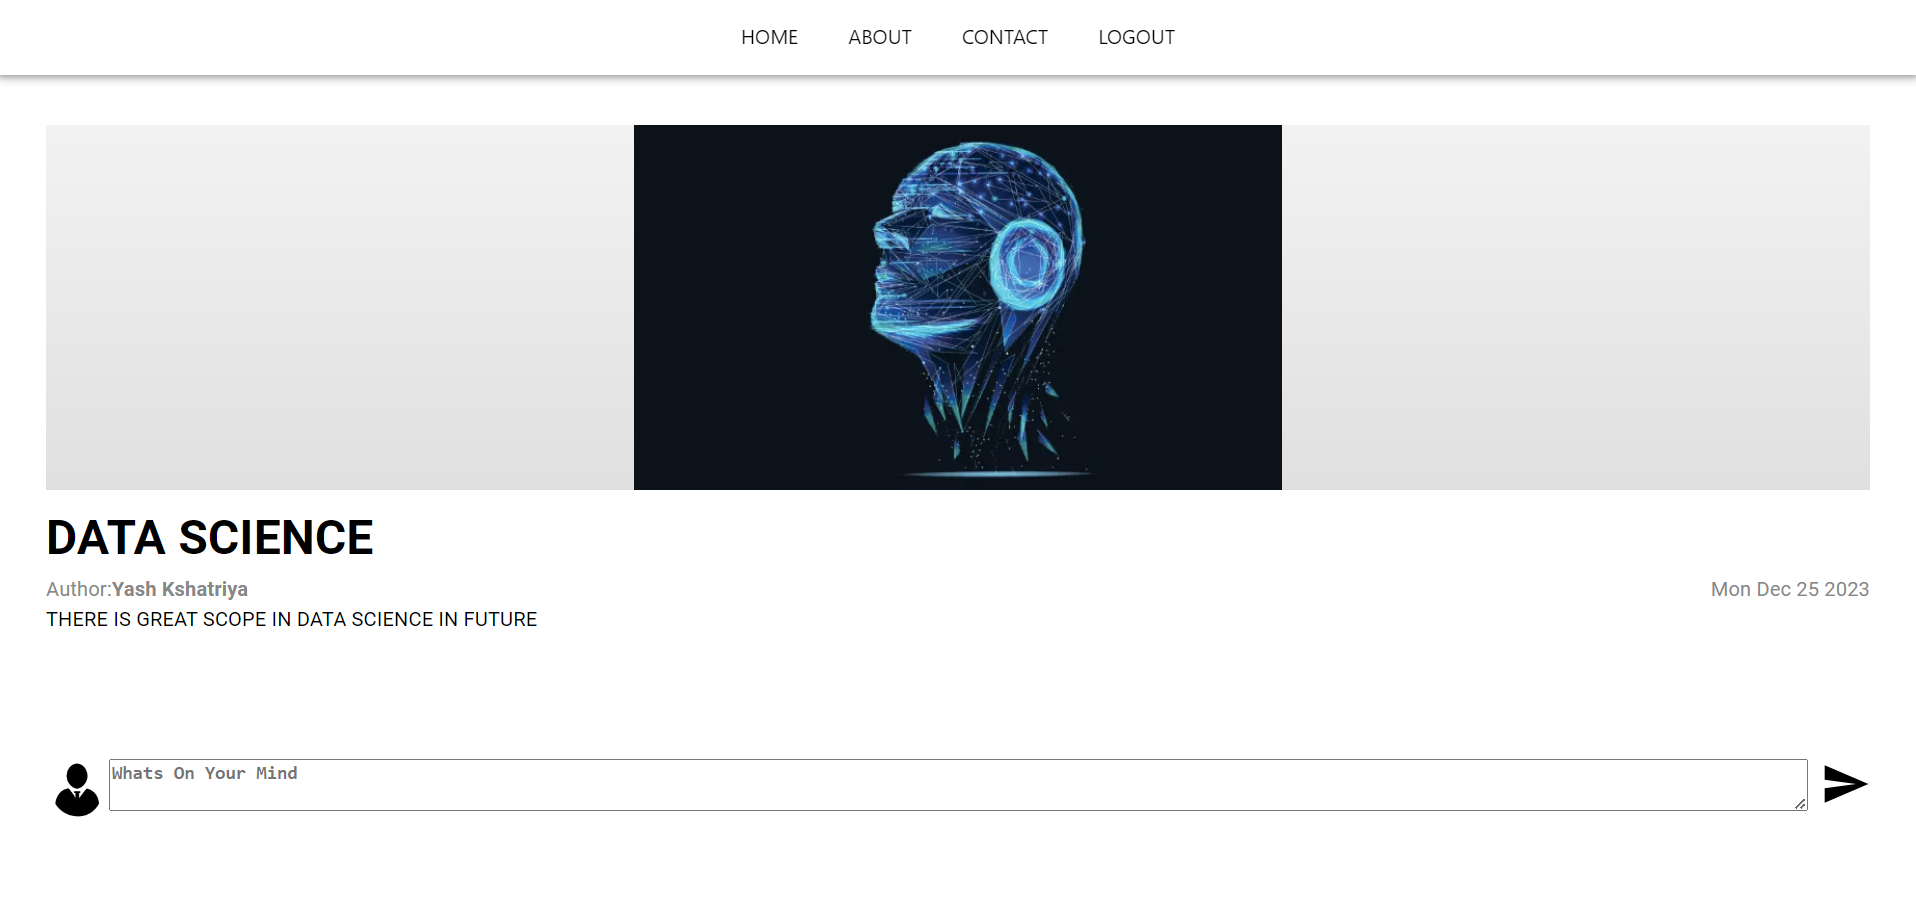 HOME ABOUT CONTACT LOGOUT
DATA SCIENCE
Author:Yash Kshatriya Mon Dec 25 2023
THERE IS GREAT SCOPE IN DATA SCIENCE IN FUTURE
Whats On Your Mind